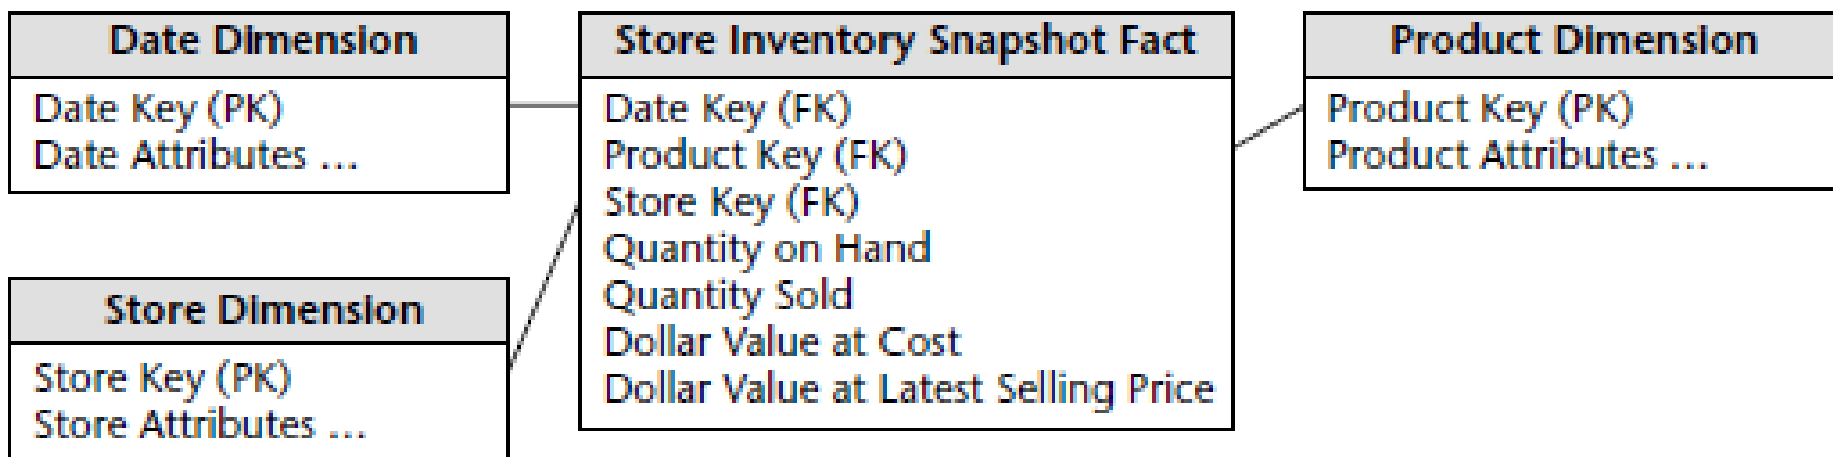 Date Dimension
Date Key (PK)
Date Attributes ...
Store Dimension
Store Key (PK)
Store Attributes ...
Store Inventory Snapshot Fact
Date Key (FK)
Product Key (FK)
Store Key (FK)
Quantity on Hand
Quantity Sold
Dollar Value at Cost
Dollar Value at Latest Selling Price
Product Dimension
Product Key (PK)
Product Attributes ...